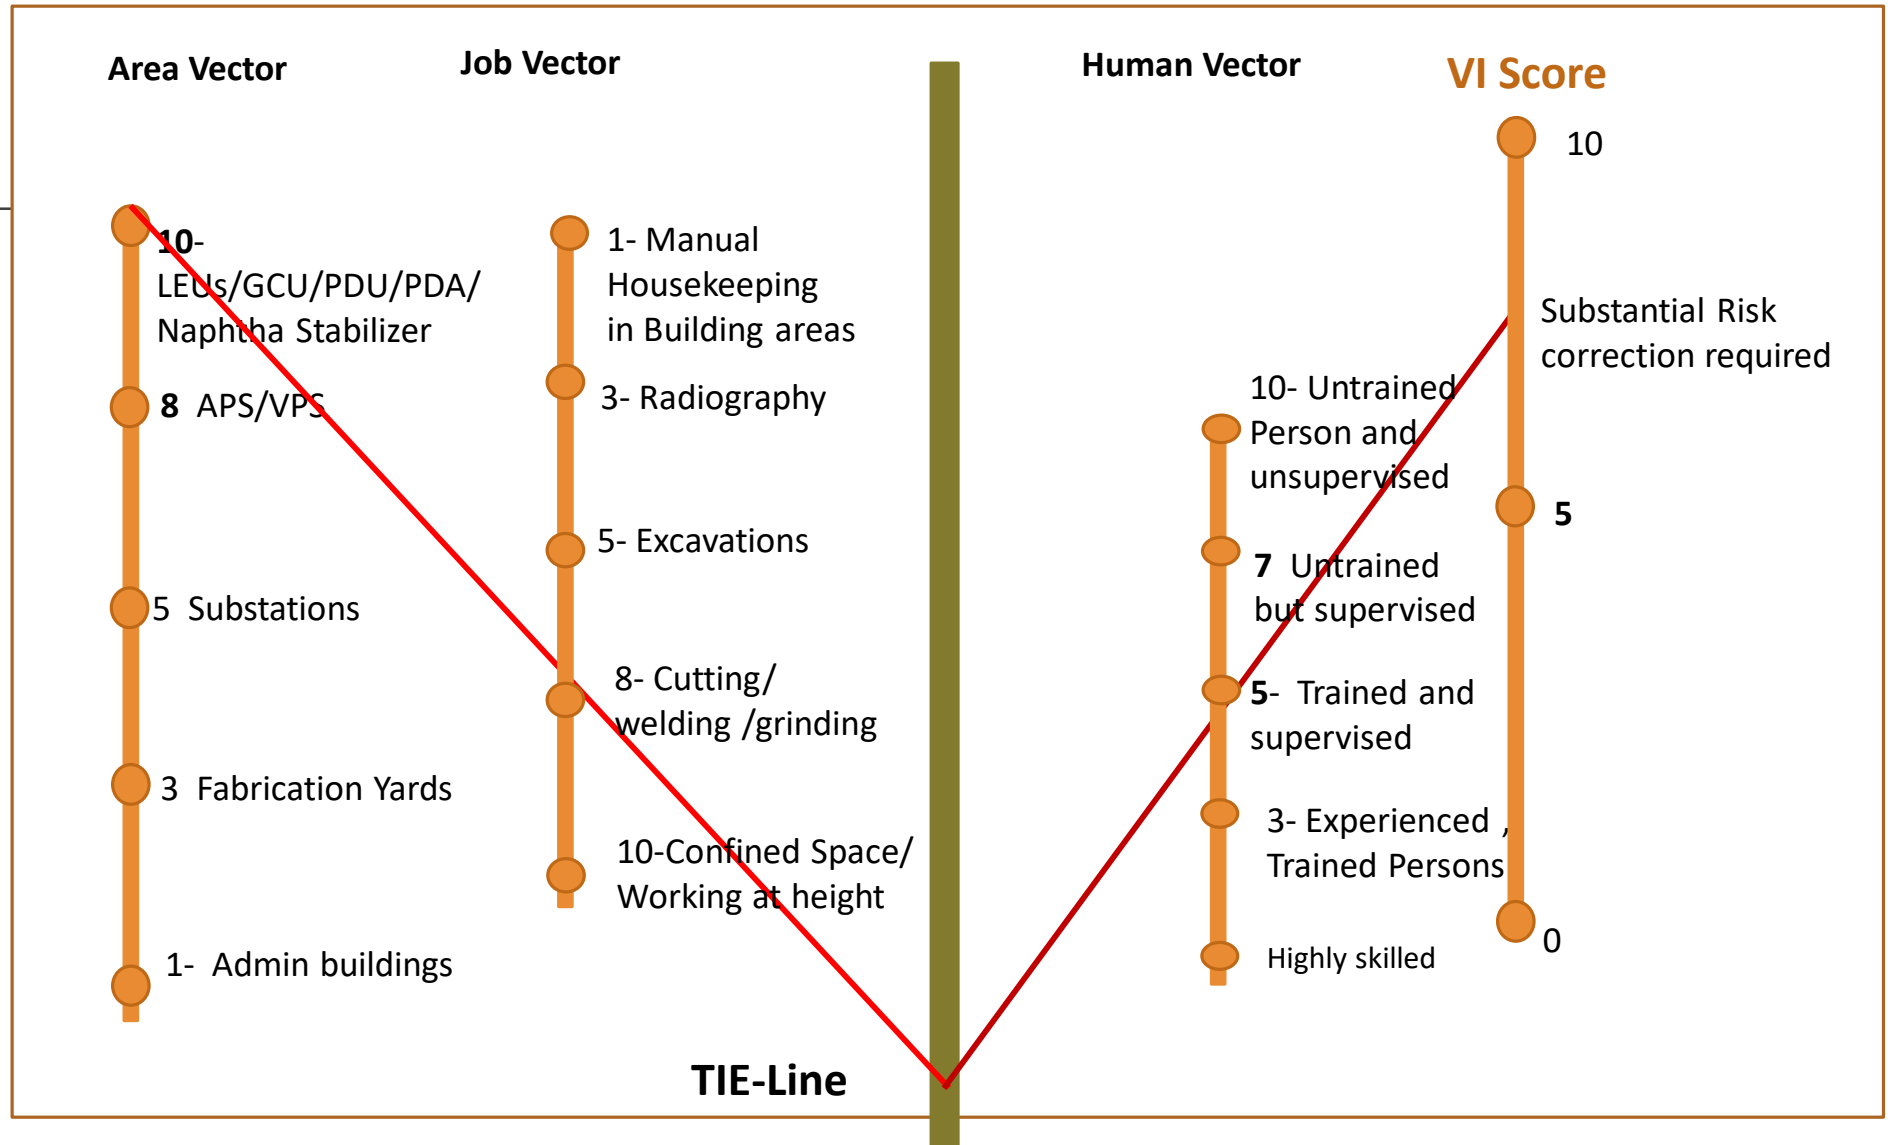 Area Vector
Job Vector
Human Vector
VI Score
10-
LEUs/GCU/PDU/PDA/
Naphtha Stabilizer
8 APS/VPS
5 Substations
3 Fabrication Yards
1- Admin buildings
1- Manual
Housekeeping
in Building areas
3- Radiography
5- Excavations
8- Cutting/
welding /grinding
10-Confined Space/
Working at height
TIE-Line
10- Untrained
Person and
unsupervised
7 Untrained
but supervised
5- Trained and
supervised
3- Experienced ,
Trained Persons
Highly skilled
10
Substantial Risk
correction required
5
0